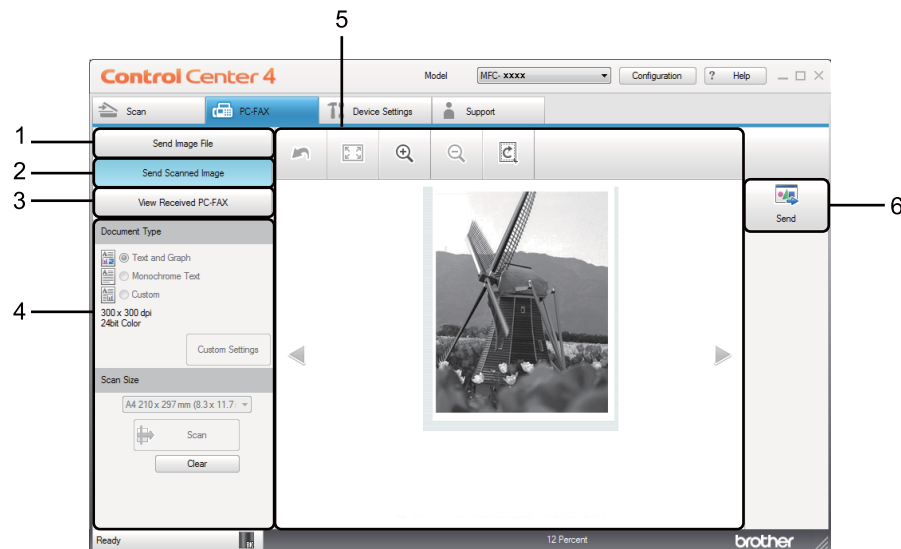 5
Control Center 4
Model
MFC- xxxx
Configuration
? Help
Scan
PC-FAX
Device Settings
Support
1
Send Image File
2
Send Scanned Image
3
View Received PC-FAX
6
Send
Document Type
Text and Graph
Monochrome Text
Custom
4
300 x 300 dpi
24bit Color
Custom Settings
Scan Size
A4 210 x 297 mm (8.3 x 11.7
Scan
Clear
Ready
BK
12 Percent
brother